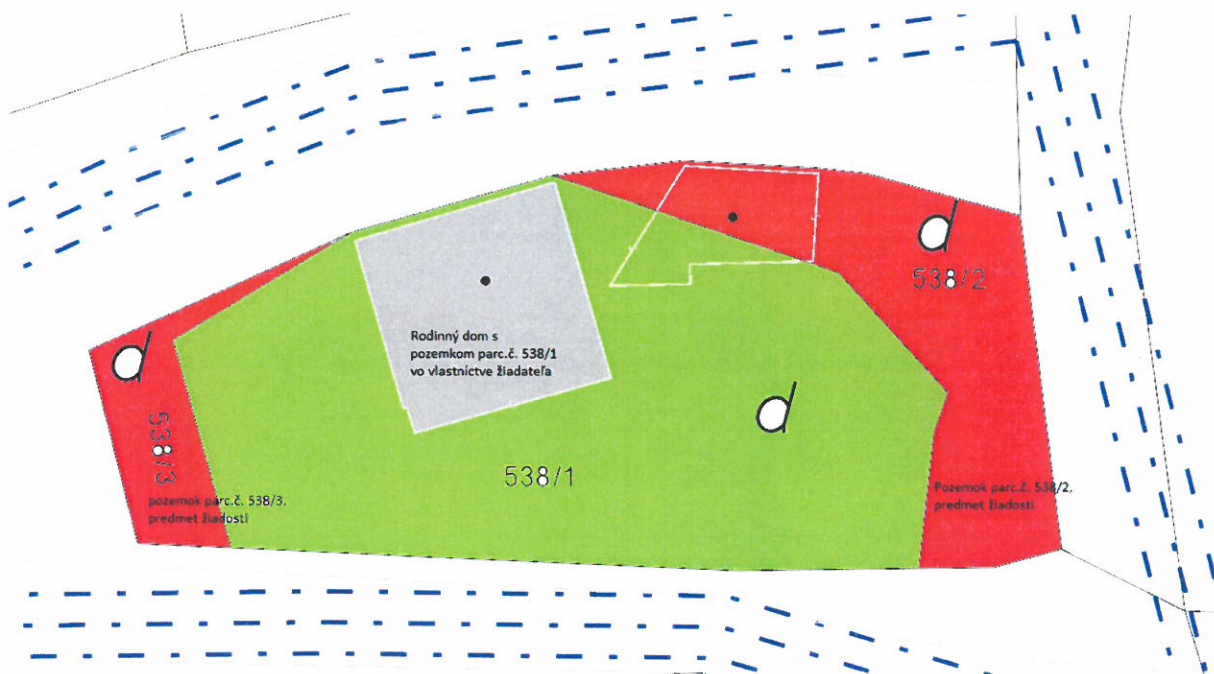 538/2
Rodinný dom s
pozemkom parc.č. 538/1
vo vlastníctve žiadateľa
538/3
538/1
pozemok parc.č. 538/3,
predmet žiadosti
Pozemok parc.č. 538/2,
predmet žiadosti